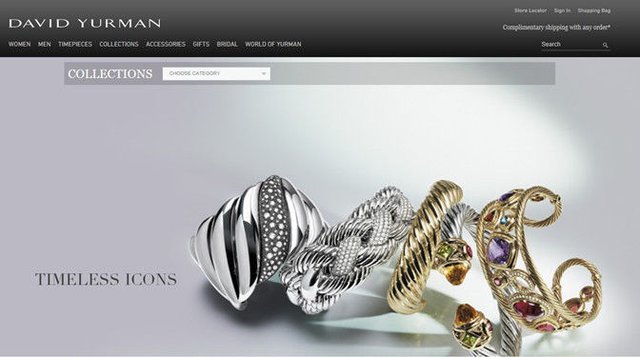 Store Locator Sign In Shopping Bag
DAVID YURMAN
Complimentary shipping with any order*
WOMEN MEN TIMEPIECES COLLECTIONS ACCESSORIES GIFTS BRIDAL WORLD OF YURMAN
Search
COLLECTIONS
CHOOSE CATEGORY
TIMELESS ICONS